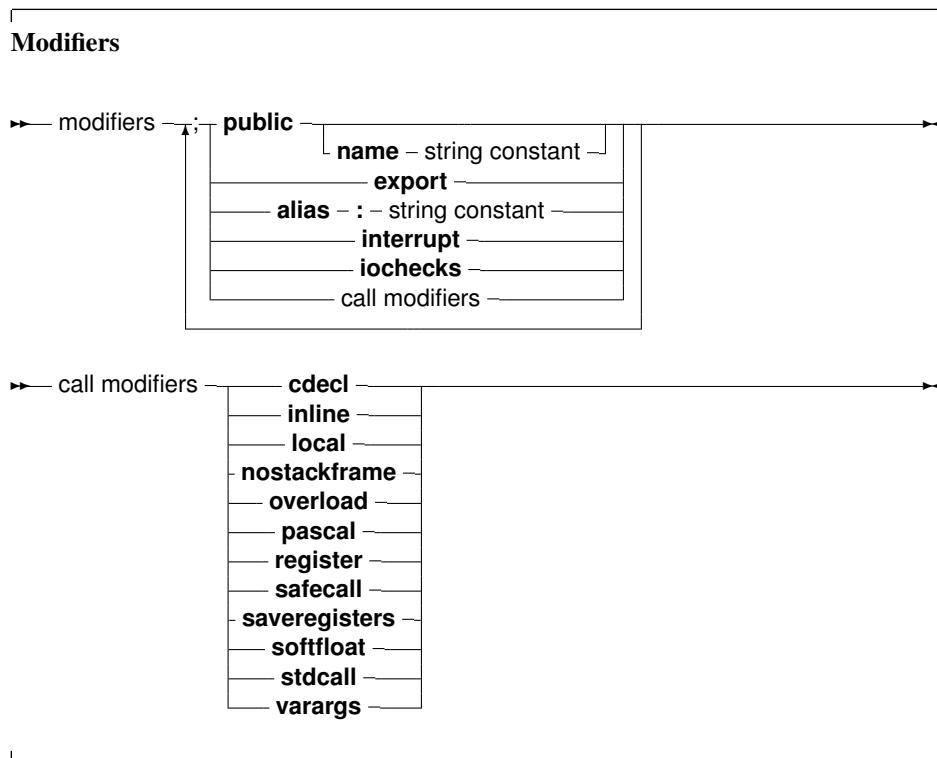 Modifiers
modifiers ; public
name string constant
export
alias : string constant
interrupt
iochecks
call modifiers
call modifiers cdecl
inline
local
nostackframe
overload
pascal
register
safecall
saveregisters
softfloat
stdcall
varargs